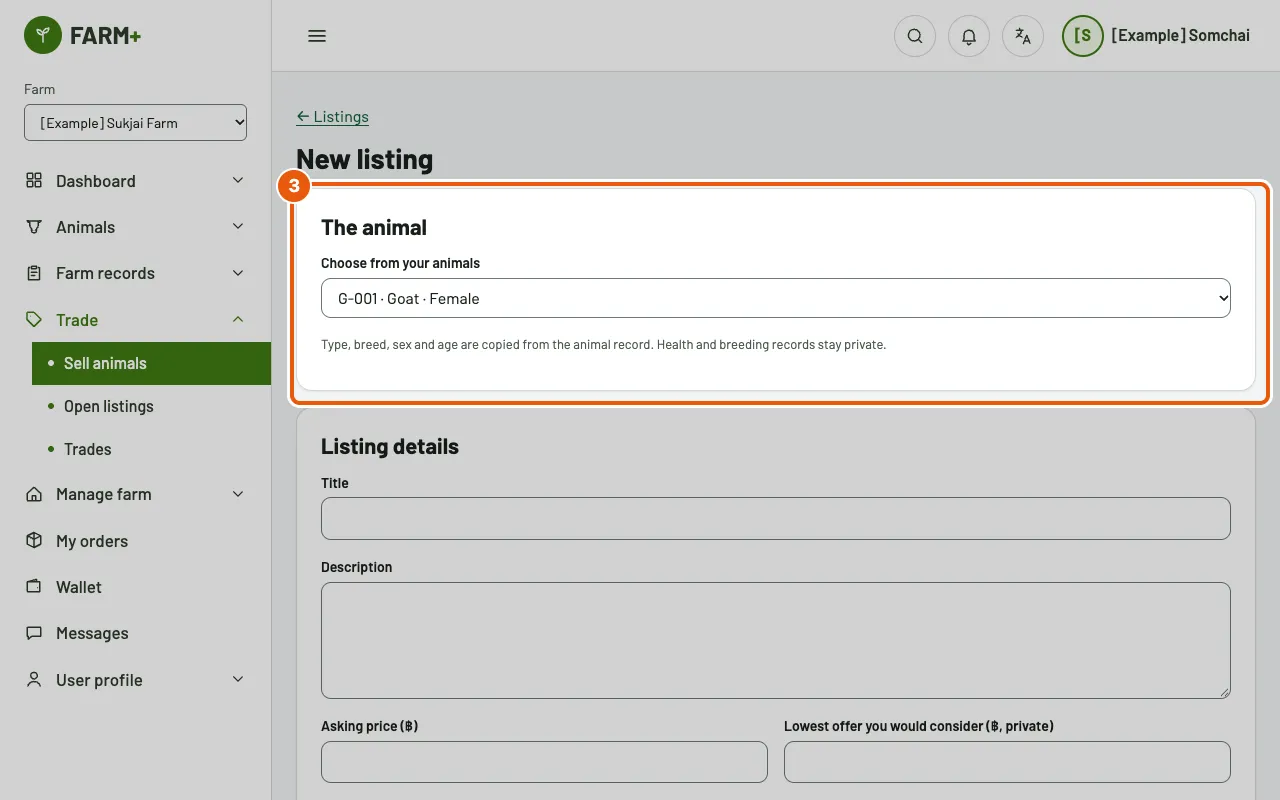 FARM+
Farm
[Example] Sukjai Farm
Dashboard
Animals
Farm records
Trade
Sell animals
Open listings
Trades
Manage farm
My orders
Wallet
Messages
User profile
[S
[Example] Somchai
← Listings
New listing
3
The animal
Choose from your animals
G-001 · Goat · Female
Type, breed, sex and age are copied from the animal record. Health and breeding records stay private.
Listing details
Title
Description
Asking price (฿)
Lowest offer you would consider (฿, private)